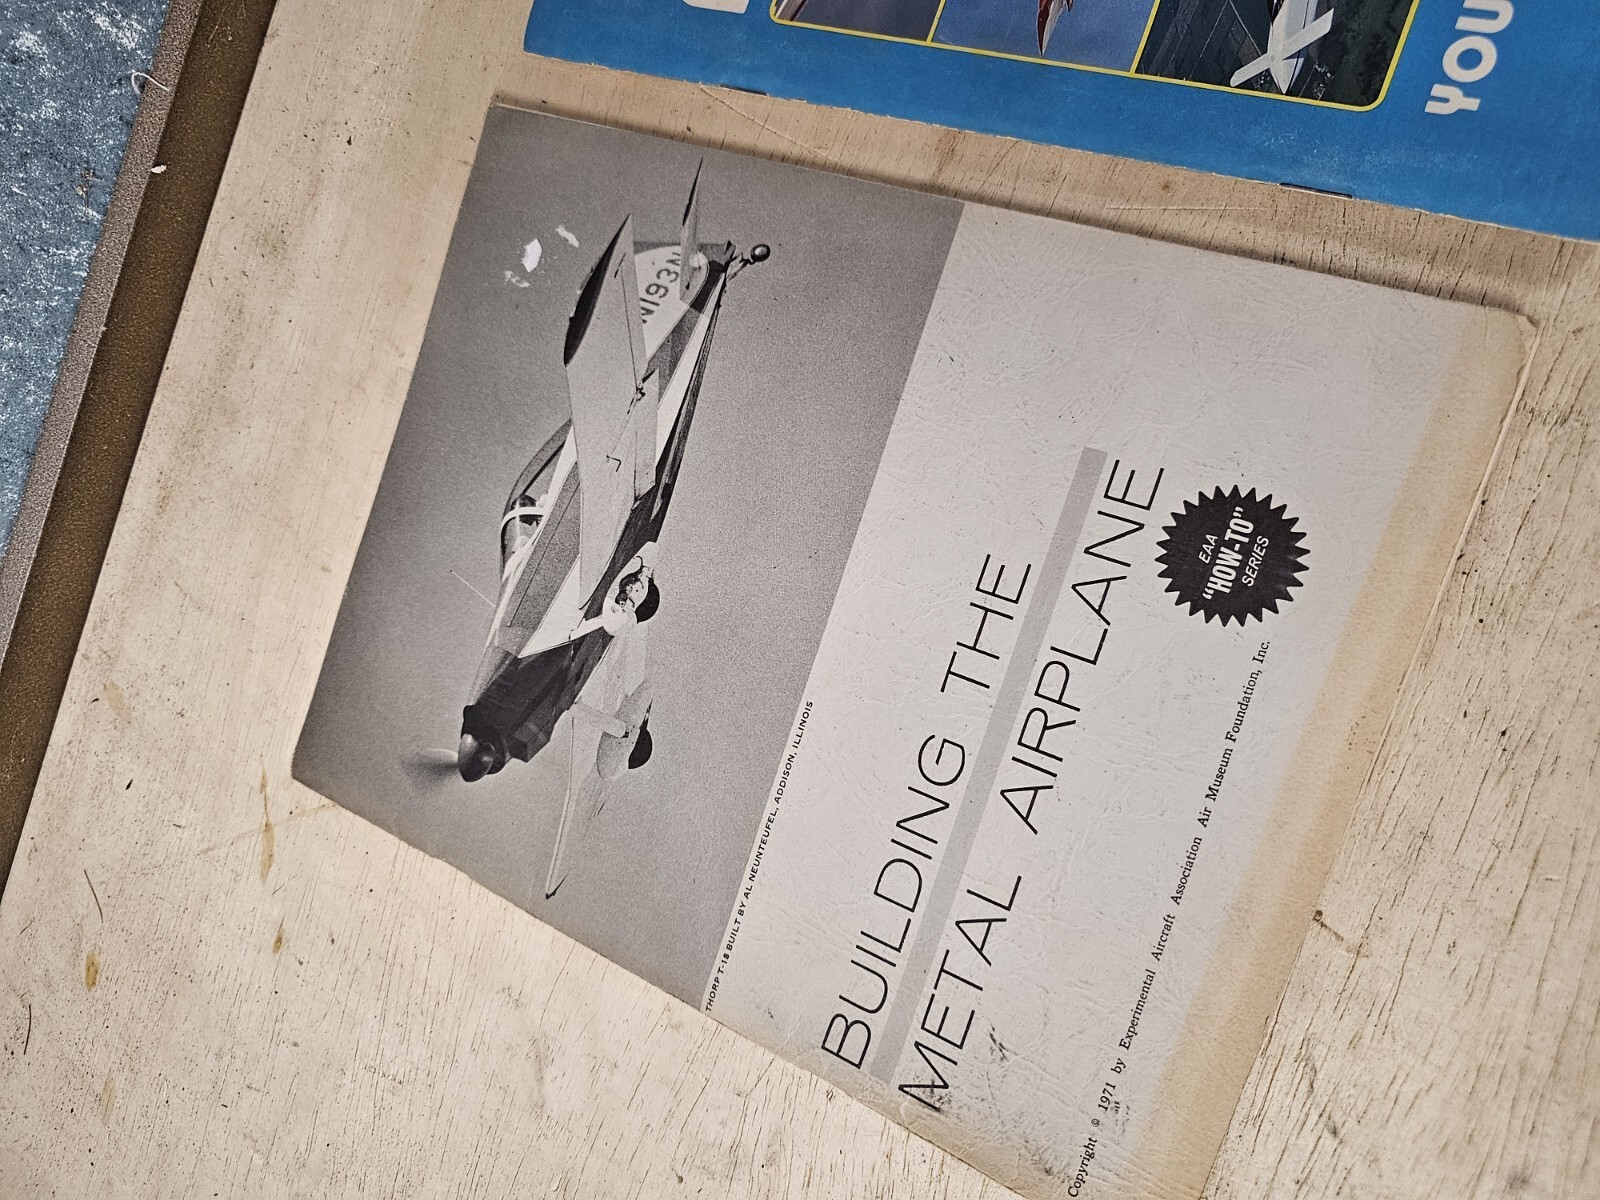 YOU
N193N
THORP T-18 BUILT BY AL NEUNTEUFEL, ADDISON, ILLINOIS
BUILDING THE
METAL AIRPLANE
EAA
"HOW-TO"
SERIES
Copyright © 1971 by Experimental Aircraft Association Air Museum Foundation, Inc.